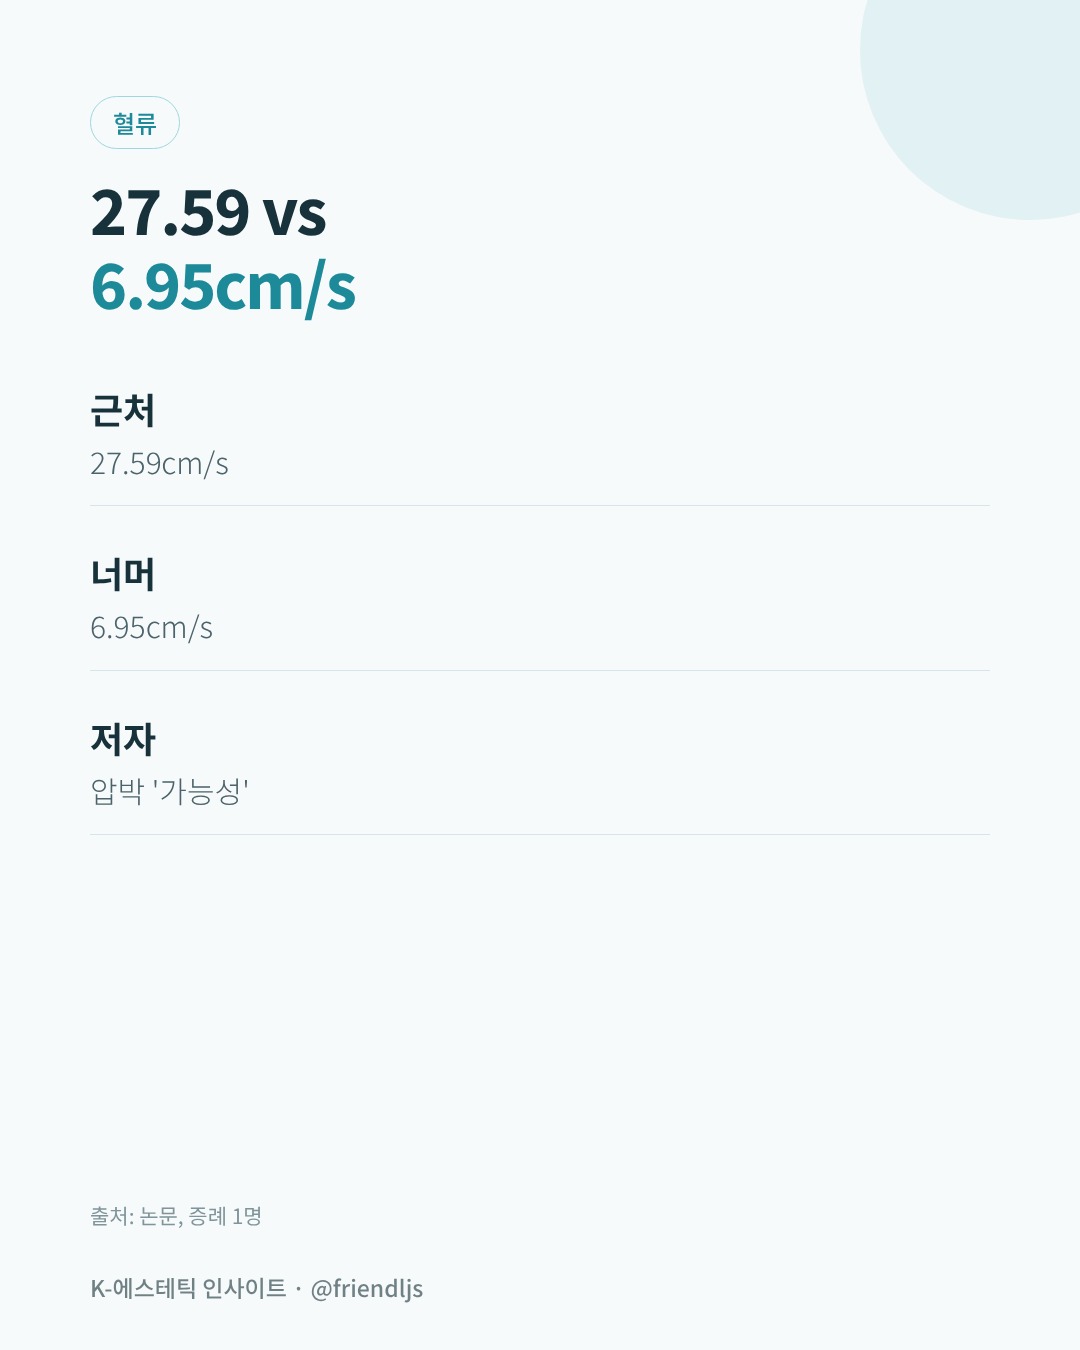 혈류
27.59 vs
6.95cm/s
근처
27.59cm/s
너머
6.95cm/s
저자
압박 '가능성'
출처: 논문, 증례 1명
K-에스테틱 인사이트 · @friendljs